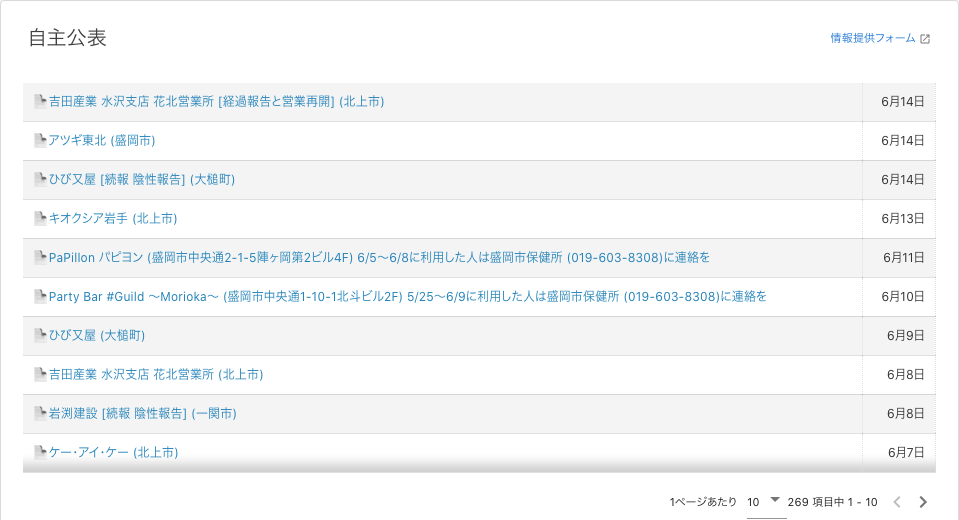 自主公表
情報提供フォーム
吉田産業 水沢支店 花北営業所 [経過報告と営業再開] (北上市) 6月14日
アツギ東北 (盛岡市) 6月14日
ひび又屋 [続報 陰性報告] (大槌町) 6月14日
キオクシア岩手 (北上市) 6月13日
PaPillon パピヨン (盛岡市中央通2-1-5陣ヶ岡第2ビル4F) 6/5〜6/8に利用した人は盛岡市保健所 (019-603-8308)に連絡を 6月11日
Party Bar #Guild 〜Morioka〜 (盛岡市中央通1-10-1北斗ビル2F) 5/25〜6/9に利用した人は盛岡市保健所 (019-603-8308)に連絡を 6月10日
ひび又屋 (大槌町) 6月9日
吉田産業 水沢支店 花北営業所 (北上市) 6月8日
岩渕建設 [続報 陰性報告] (一関市) 6月8日
ケー・アイ・ケー (北上市) 6月7日
1ページあたり 10 269 項目中 1 - 10